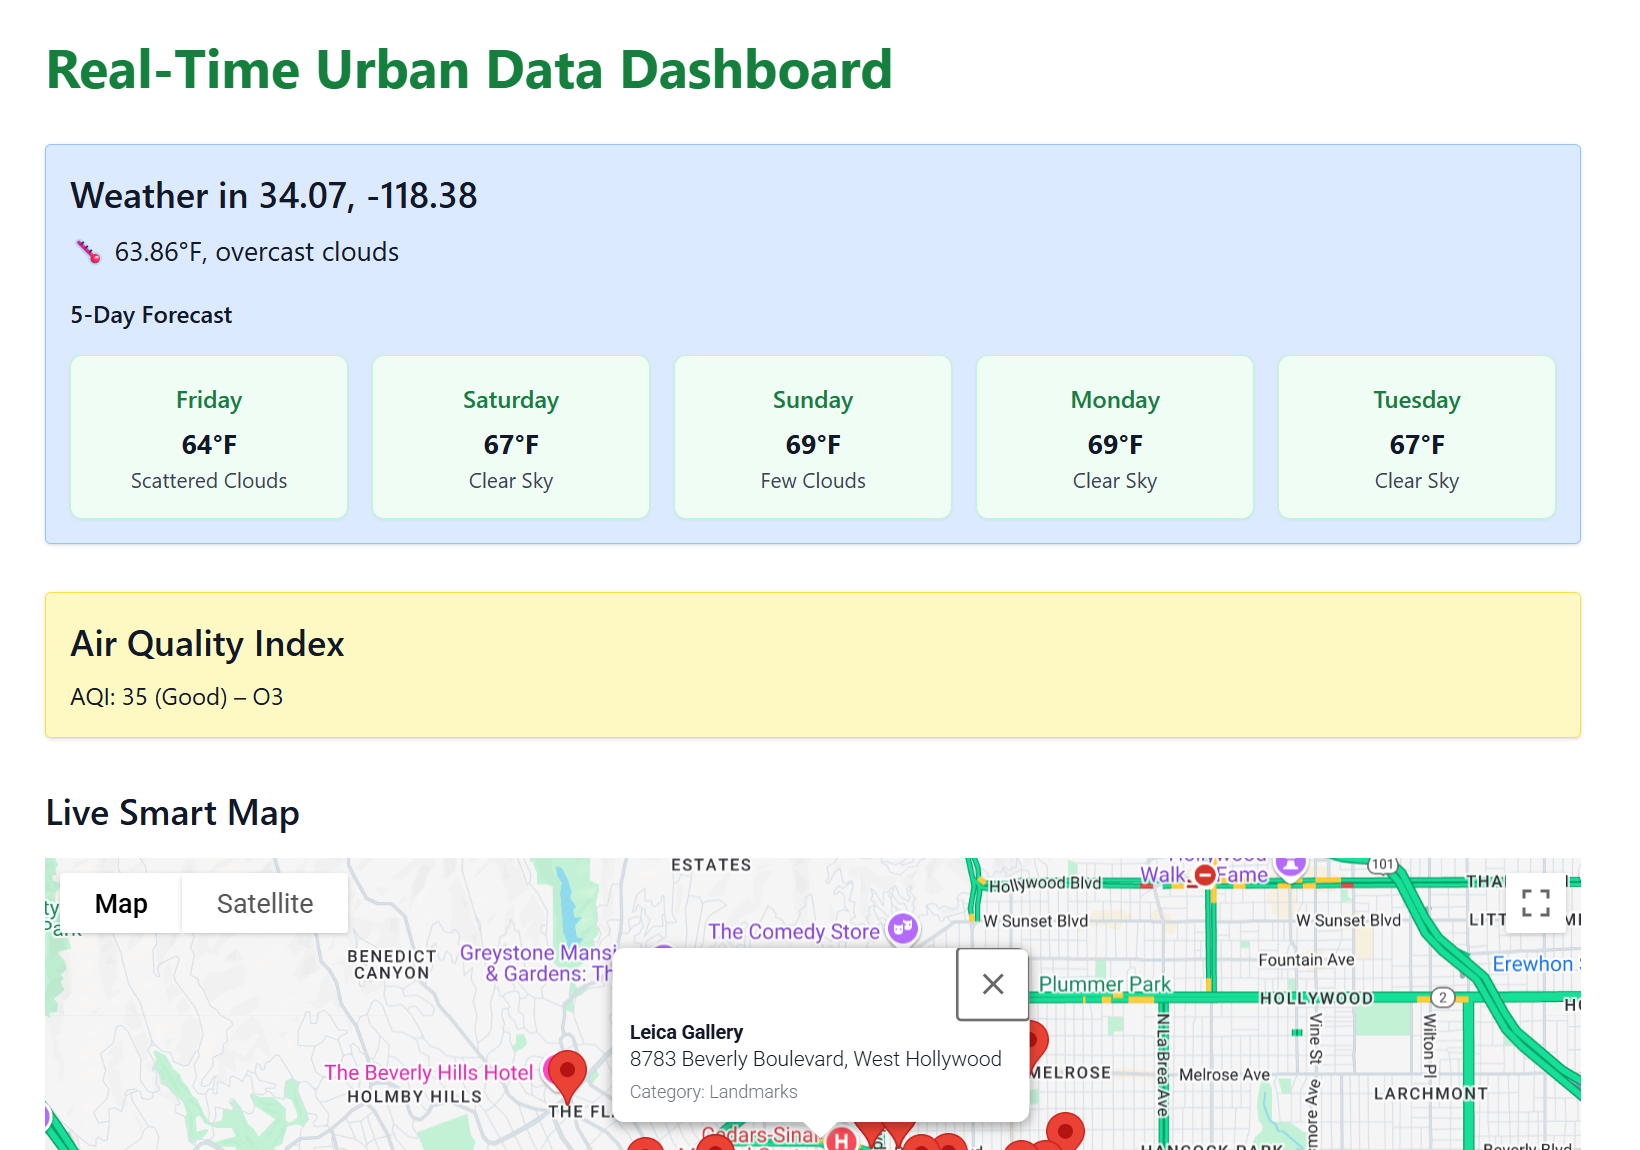 Real-Time Urban Data Dashboard
Weather in 34.07, -118.38
63.86°F, overcast clouds
5-Day Forecast
Friday
64°F
Scattered Clouds
Saturday
67°F
Clear Sky
Sunday
69°F
Few Clouds
Monday
69°F
Clear Sky
Tuesday
67°F
Clear Sky
Air Quality Index
AQI: 35 (Good) – O3
Live Smart Map
Map
Satellite
ESTATES
Hollywood
Walk of Fame
101
Hollywood Blvd
W Sunset Blvd
W Sunset Blvd
The Comedy Store
BENEDICT
CANYON
Greystone Mansi
& Gardens: Th
Fountain Ave
Erewhon
Plummer Park
HOLLYWOOD
2
Leica Gallery
8783 Beverly Boulevard, West Hollywood
Category: Landmarks
N La Brea Ave
Vine St
Wilton Pl
The Beverly Hills Hotel
HOLMBY HILLS
MELROSE
Melrose Ave
LARCHMONT
THE FL
Cedars-Sinai
H
HANCOCK PARK
Beverly Blvd